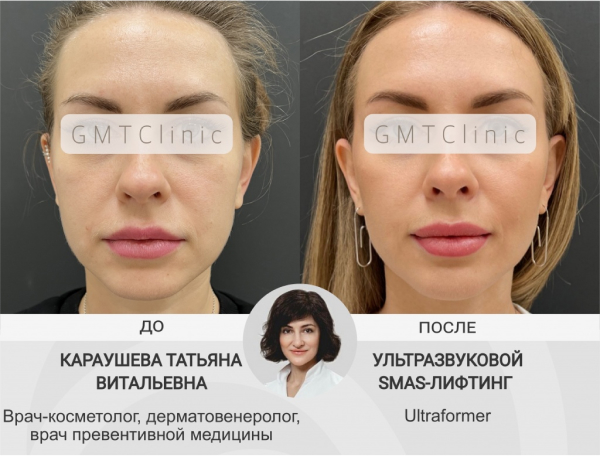 GMTClinic
GMTClinic
ДО
ПОСЛЕ
КАРАУШЕВА ТАТЬЯНА
ВИТАЛЬЕВНА
Врач-косметолог, дерматовенеролог,
врач превентивной медицины
УЛЬТРАЗВУКОВОЙ
SMAS-ЛИФТИНГ
Ultraformer